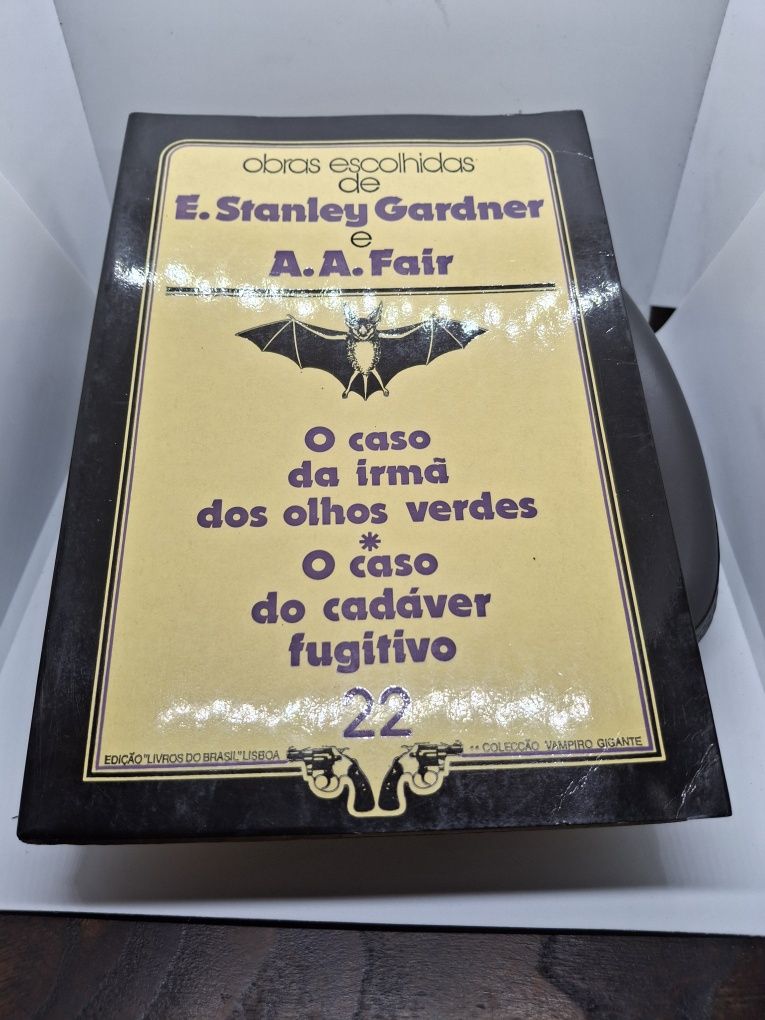 obras escolhidas
de
E. Stanley Gardner
e
A. A. Fair
O caso
da irmã
dos olhos verdes
*
O caso
do cadáver
fugitivo
22
EDIÇÃO "LIVROS DO BRASIL" LISBOA
** COLECÇÃO VAMPIRO GIGANTE